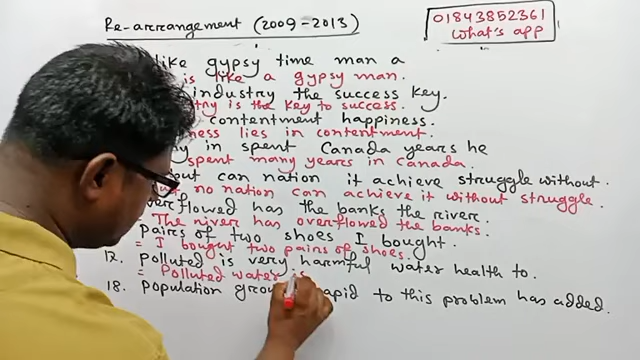 Re-arrangement (2009-2013)
01843852361
What's app
like gypsy time man a
is like a gypsy man.
industry the success key.
is the key to success.
contentment happiness.
lies in contentment.
in spent Canada years he
spent many years in Canada.
can nation it achieve struggle without.
no nation can achieve it without struggle.
overflowed has the banks the river.
The river has overflowed the banks.
Pairs of two shoes I bought.
= I bought two pairs of shoes.
12. Polluted is very harmful water health to.
= Polluted water is
18. Population rapid to this problem has added.